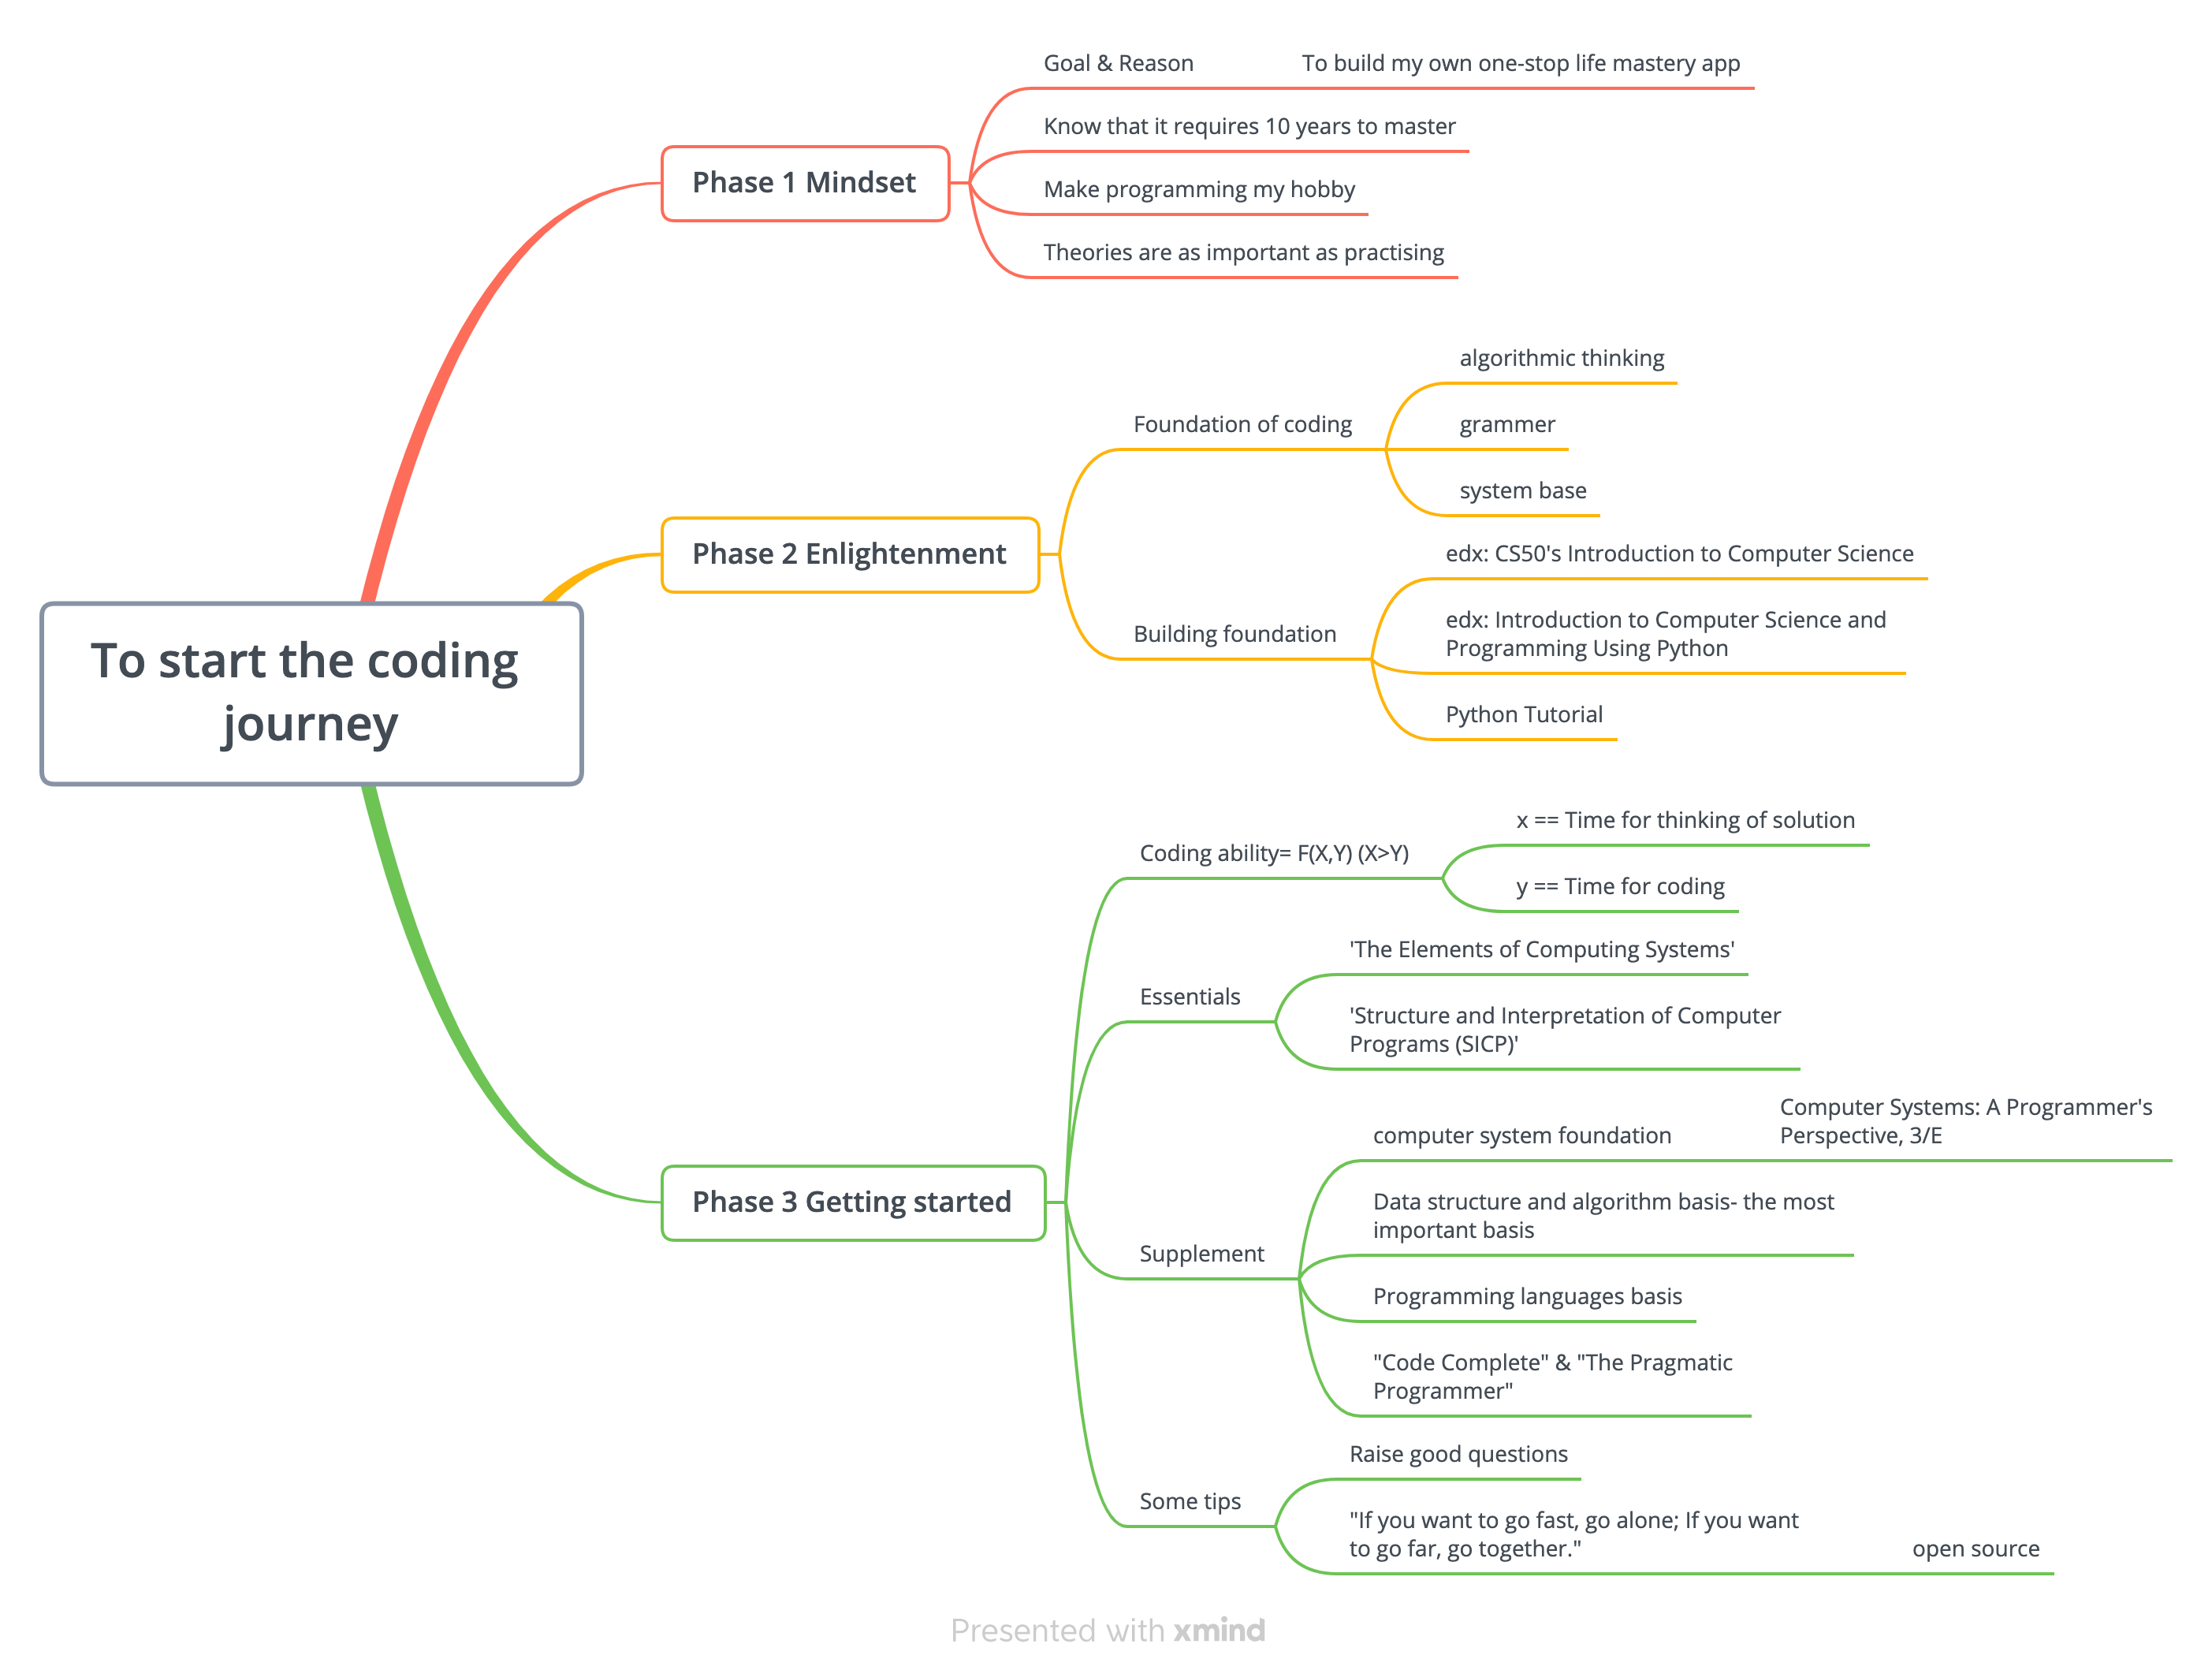 To start the coding
journey
Phase 1 Mindset
Goal & Reason
To build my own one-stop life mastery app
Know that it requires 10 years to master
Make programming my hobby
Theories are as important as practising
Phase 2 Enlightenment
Foundation of coding
algorithmic thinking
grammer
system base
Building foundation
edx: CS50's Introduction to Computer Science
edx: Introduction to Computer Science and
Programming Using Python
Python Tutorial
Phase 3 Getting started
Coding ability= F(X,Y) (X>Y)
x == Time for thinking of solution
y == Time for coding
Essentials
'The Elements of Computing Systems'
'Structure and Interpretation of Computer
Programs (SICP)'
Supplement
computer system foundation
Computer Systems: A Programmer's
Perspective, 3/E
Data structure and algorithm basis- the most
important basis
Programming languages basis
"Code Complete" & "The Pragmatic
Programmer"
Some tips
Raise good questions
"If you want to go fast, go alone; If you want
to go far, go together."
open source
Presented with xmind